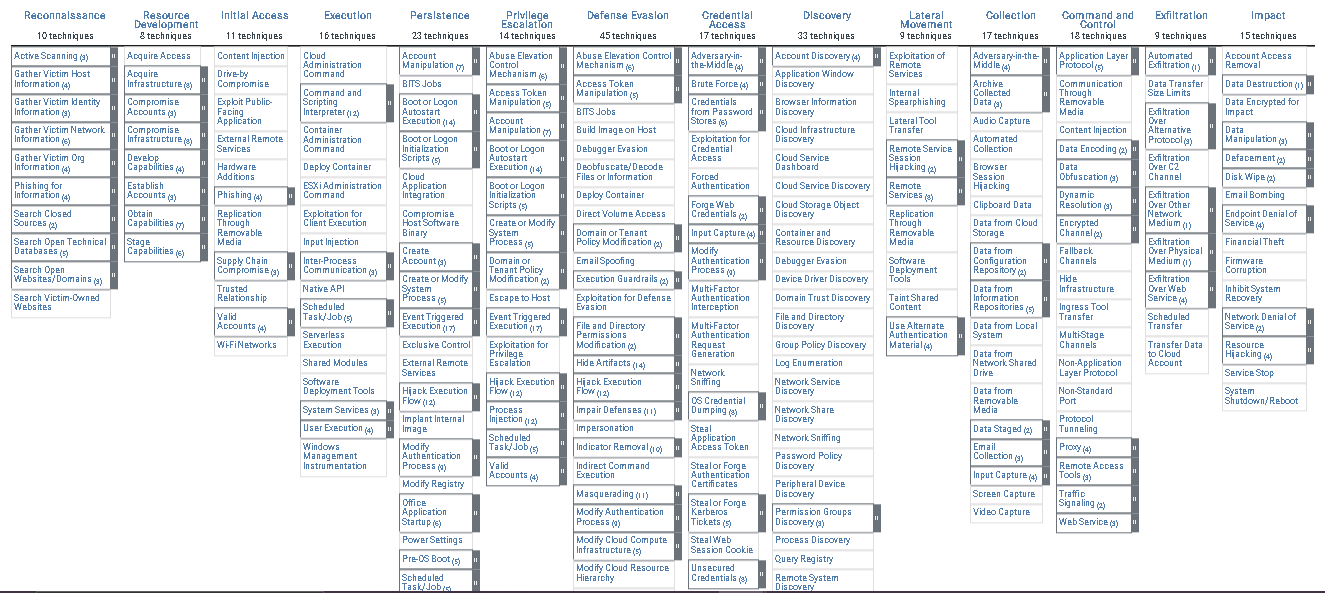 Reconnaissance
10 techniques
Active Scanning (3)
Gather Victim Host
Information (4)
Gather Victim Identity
Information (3)
Gather Victim Network
Information (6)
Gather Victim Org
Information (4)
Phishing for
Information (4)
Search Closed
Sources (2)
Search Open Technical
Databases (5)
Search Open
Websites/Domains (3)
Search Victim-Owned
Websites
Resource
Development
8 techniques
Acquire Access
Acquire
Infrastructure (8)
Compromise
Accounts (3)
Compromise
Infrastructure (8)
Develop
Capabilities (4)
Establish
Accounts (3)
Obtain
Capabilities (7)
Stage
Capabilities (6)
Initial Access
11 techniques
Content Injection
Drive-by
Compromise
Exploit Public-
Facing
Application
External Remote
Services
Hardware
Additions
Phishing (4)
Replication
Through
Removable
Media
Supply Chain
Compromise (3)
Trusted
Relationship
Valid
Accounts (4)
Wi-Fi Networks
Execution
16 techniques
Cloud
Administration
Command
Command and
Scripting
Interpreter (12)
Container
Administration
Command
Deploy Container
ESXi Administration
Command
Exploitation for
Client Execution
Input Injection
Inter-Process
Communication (3)
Native API
Scheduled
Task/Job (5)
Serverless
Execution
Shared Modules
Software
Deployment Tools
System Services (3)
User Execution (4)
Windows
Management
Instrumentation
Persistence
23 techniques
Account
Manipulation (7)
BITS Jobs
Boot or Logon
Autostart
Execution (14)
Boot or Logon
Initialization
Scripts (5)
Cloud
Application
Integration
Compromise
Host Software
Binary
Create
Account (3)
Create or Modify
System
Process (5)
Event Triggered
Execution (17)
Exclusive Control
External Remote
Services
Hijack Execution
Flow (12)
Implant Internal
Image
Modify
Authentication
Process (9)
Modify Registry
Office
Application
Startup (6)
Power Settings
Pre-OS Boot (5)
Scheduled
Task/Job (5)
Privilege
Escalation
14 techniques
Abuse Elevation
Control
Mechanism (6)
Access Token
Manipulation (5)
Account
Manipulation (7)
Boot or Logon
Autostart
Execution (14)
Boot or Logon
Initialization
Scripts (5)
Create or Modify
System
Process (5)
Domain or
Tenant Policy
Modification (2)
Escape to Host
Event Triggered
Execution (17)
Exploitation for
Privilege
Escalation
Hijack Execution
Flow (12)
Process
Injection (12)
Scheduled
Task/Job (5)
Valid
Accounts (4)
Defense Evasion
45 techniques
Abuse Elevation Control
Mechanism (6)
Access Token
Manipulation (5)
BITS Jobs
Build Image on Host
Debugger Evasion
Deobfuscate/Decode
Files or Information
Deploy Container
Direct Volume Access
Domain or Tenant
Policy Modification (2)
Email Spoofing
Execution Guardrails (2)
Exploitation for Defense
Evasion
File and Directory
Permissions
Modification (2)
Hide Artifacts (14)
Hijack Execution
Flow (12)
Impair Defenses (11)
Impersonation
Indicator Removal (10)
Indirect Command
Execution
Masquerading (11)
Modify Authentication
Process (9)
Modify Cloud Compute
Infrastructure (5)
Modify Cloud Resource
Hierarchy
Credential
Access
17 techniques
Adversary-in-
the-Middle (4)
Brute Force (4)
Credentials
from Password
Stores (6)
Exploitation for
Credential
Access
Forced
Authentication
Forge Web
Credentials (2)
Input Capture (4)
Modify
Authentication
Process (9)
Multi-Factor
Authentication
Interception
Multi-Factor
Authentication
Request
Generation
Network
Sniffing
OS Credential
Dumping (8)
Steal
Application
Access Token
Steal or Forge
Authentication
Certificates
Steal or Forge
Kerberos
Tickets (5)
Steal Web
Session Cookie
Unsecured
Credentials (8)
Discovery
33 techniques
Account Discovery (4)
Application Window
Discovery
Browser Information
Discovery
Cloud Infrastructure
Discovery
Cloud Service
Dashboard
Cloud Service Discovery
Cloud Storage Object
Discovery
Container and
Resource Discovery
Debugger Evasion
Device Driver Discovery
Domain Trust Discovery
File and Directory
Discovery
Group Policy Discovery
Log Enumeration
Network Service
Discovery
Network Share
Discovery
Network Sniffing
Password Policy
Discovery
Peripheral Device
Discovery
Permission Groups
Discovery (3)
Process Discovery
Query Registry
Remote System
Discovery
Lateral
Movement
9 techniques
Exploitation of
Remote
Services
Internal
Spearphishing
Lateral Tool
Transfer
Remote Service
Session
Hijacking (2)
Remote
Services (8)
Replication
Through
Removable
Media
Software
Deployment
Tools
Taint Shared
Content
Use Alternate
Authentication
Material (4)
Collection
17 techniques
Adversary-in-the-
Middle (4)
Archive
Collected
Data (3)
Audio Capture
Automated
Collection
Browser
Session
Hijacking
Clipboard Data
Data from Cloud
Storage
Data from
Configuration
Repository (2)
Data from
Information
Repositories (5)
Data from Local
System
Data from
Network Shared
Drive
Data from
Removable
Media
Data Staged (2)
Email
Collection (3)
Input Capture (4)
Screen Capture
Video Capture
Command and
Control
18 techniques
Application Layer
Protocol (5)
Communication
Through
Removable
Media
Content Injection
Data Encoding (2)
Data
Obfuscation (3)
Dynamic
Resolution (3)
Encrypted
Channel (2)
Fallback
Channels
Hide
Infrastructure
Ingress Tool
Transfer
Multi-Stage
Channels
Non-Application
Layer Protocol
Non-Standard
Port
Protocol
Tunneling
Proxy (4)
Remote Access
Tools (3)
Traffic
Signaling (2)
Web Service (3)
Exfiltration
9 techniques
Automated
Exfiltration (1)
Data Transfer
Size Limits
Exfiltration
Over
Alternative
Protocol (3)
Exfiltration
Over C2
Channel
Exfiltration
Over Other
Network
Medium (1)
Exfiltration
Over Physical
Medium (1)
Exfiltration
Over Web
Service (4)
Scheduled
Transfer
Transfer Data
to Cloud
Account
Impact
15 techniques
Account Access
Removal
Data Destruction (1)
Data Encrypted for
Impact
Data
Manipulation (3)
Defacement (2)
Disk Wipe (2)
Email Bombing
Endpoint Denial of
Service (4)
Financial Theft
Firmware
Corruption
Inhibit System
Recovery
Network Denial of
Service (2)
Resource
Hijacking (4)
Service Stop
System
Shutdown/Reboot